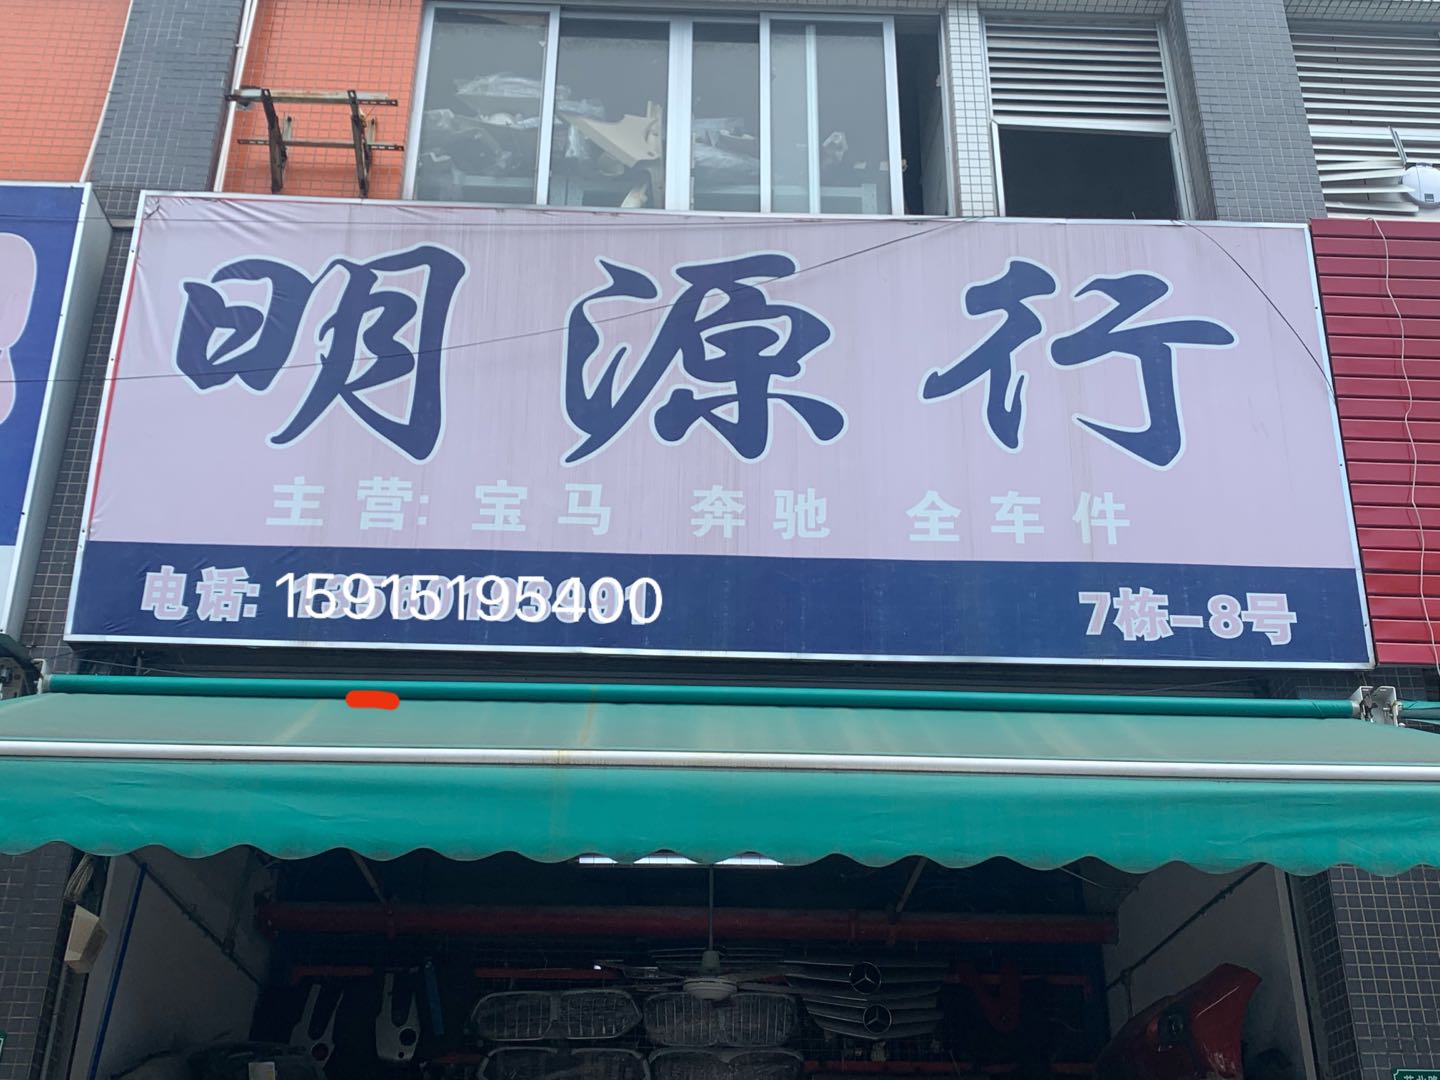 明源行
主营:宝马 奔驰 全车件
电话: 15915195400
7栋-8号